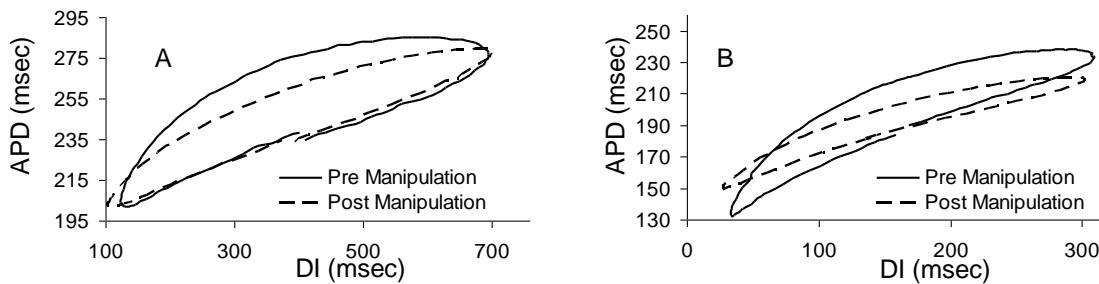 A
APD (msec)
295
275
255
235
215
195
100
300
500
700
DI (msec)
Pre Manipulation
Post Manipulation
B
APD (msec)
230
210
190
170
150
130
0
100
200
300
DI (msec)
Pre Manipulation
Post Manipulation